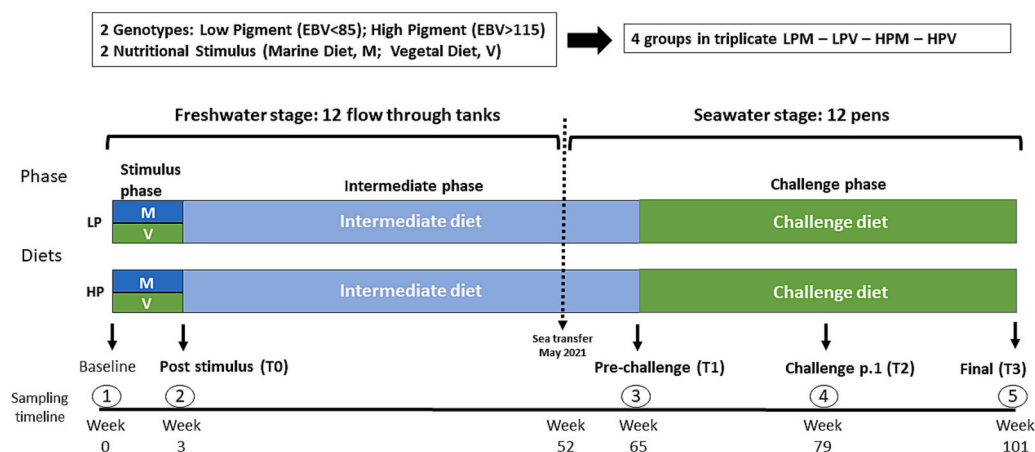 2 Genotypes: Low Pigment (EBV<85); High Pigment (EBV>115)
2 Nutritional Stimulus (Marine Diet, M; Vegetal Diet, V)
4 groups in triplicate LPM – LPV – HPM – HPV
Freshwater stage: 12 flow through tanks
Seawater stage: 12 pens
Phase
Stimulus
phase
Intermediate phase
Challenge phase
LP
M
V
Intermediate diet
Challenge diet
Diets
HP
M
V
Intermediate diet
Challenge diet
Sea transfer
May 2021
Baseline
Post stimulus (T0)
Pre-challenge (T1)
Challenge p.1 (T2)
Final (T3)
Sampling
timeline
1
2
3
4
5
Week
0
Week
3
Week
52
Week
65
Week
79
Week
101